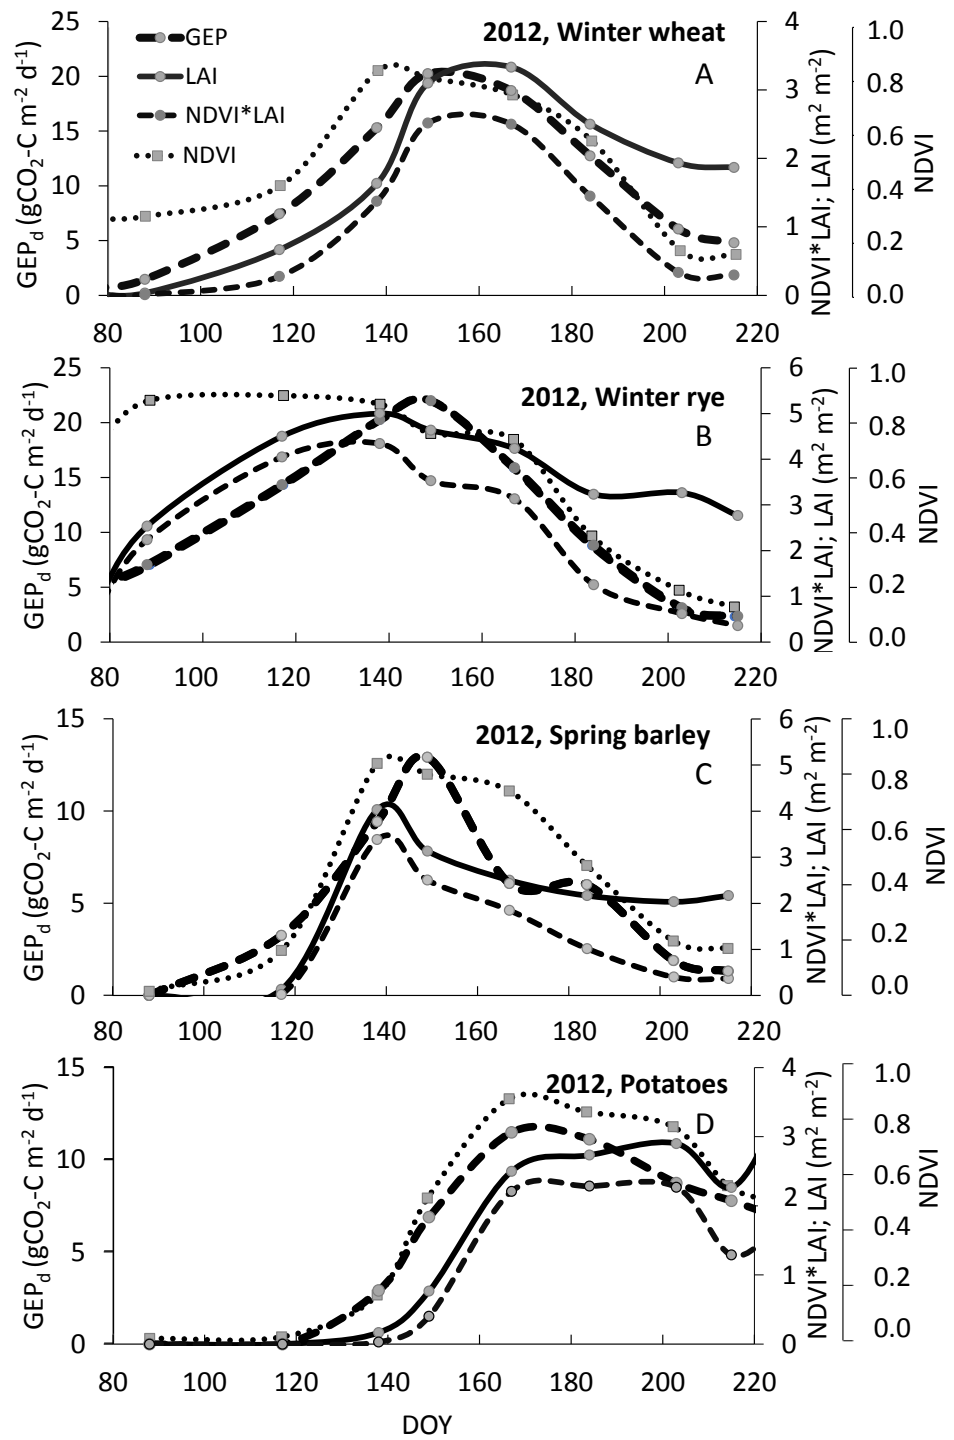 2012, Winter wheat
A
GEP
LAI
NDVI*LAI
NDVI
GEPd (gCO2-C m-2 d-1)
25
20
15
10
5
0
80 100 120 140 160 180 200 220
4
3
2
1
0
NDVI*LAI; LAI (m2 m-2)
1.0
0.8
0.6
0.4
0.2
0.0
NDVI
2012, Winter rye
B
GEPd (gCO2-C m-2 d-1)
25
20
15
10
5
0
80 100 120 140 160 180 200 220
6
5
4
3
2
1
0
NDVI*LAI; LAI (m2 m-2)
1.0
0.8
0.6
0.4
0.2
0.0
NDVI
2012, Spring barley
C
GEPd (gCO2-C m-2 d-1)
15
10
5
0
80 100 120 140 160 180 200 220
6
5
4
3
2
1
0
NDVI*LAI; LAI (m2 m-2)
1.0
0.8
0.6
0.4
0.2
0.0
NDVI
2012, Potatoes
D
GEPd (gCO2-C m-2 d-1)
15
10
5
0
80 100 120 140 160 180 200 220
4
3
2
1
0
NDVI*LAI; LAI (m2 m-2)
1.0
0.8
0.6
0.4
0.2
0.0
NDVI
DOY